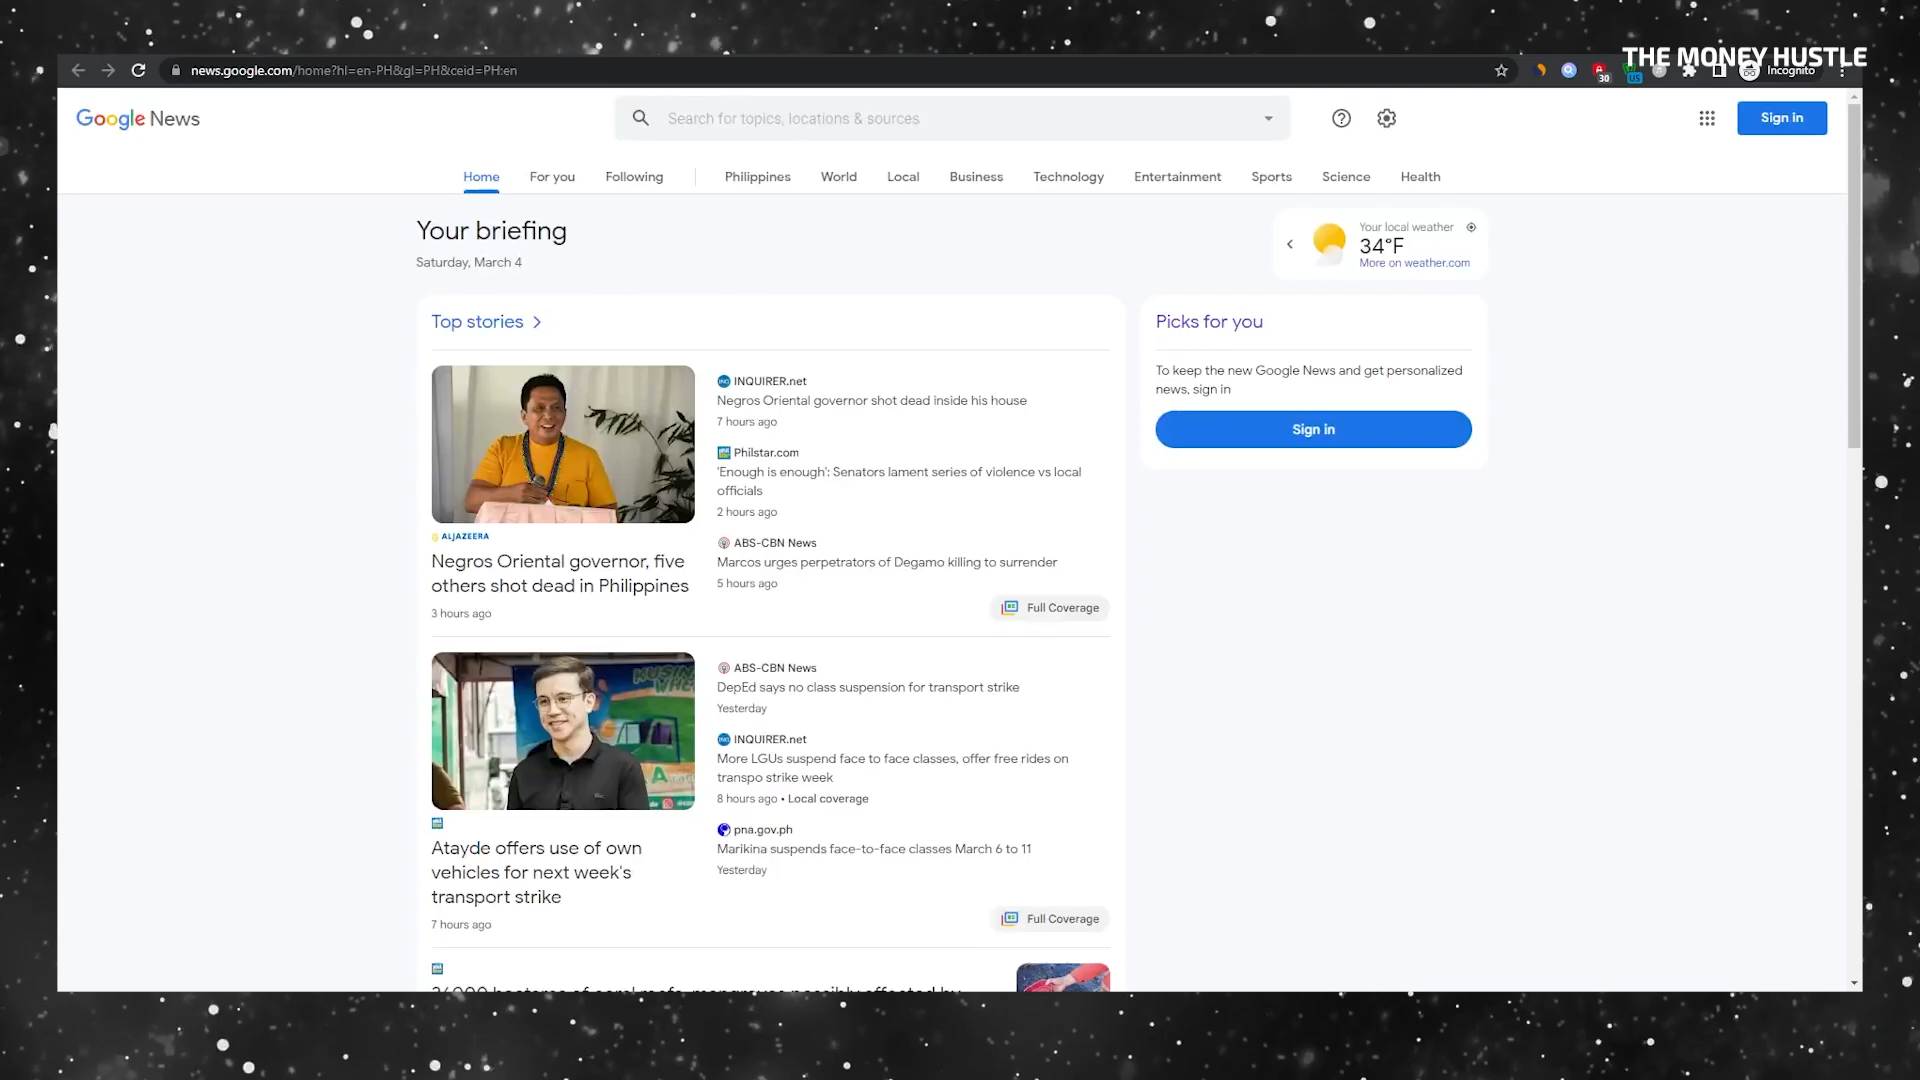 THE MONEY HUSTLE
news.google.com/home?hl=en-PH&gl=PH&ceid=PH:en
30
US
Incognito
Google News
Search for topics, locations & sources
Sign in
Home
For you
Following
Philippines
World
Local
Business
Technology
Entertainment
Sports
Science
Health
Your briefing
Saturday, March 4
Your local weather
34°F
More on weather.com
Top stories
ALJAZEERA
Negros Oriental governor, five
others shot dead in Philippines
3 hours ago
INQUIRER.net
Negros Oriental governor shot dead inside his house
7 hours ago
Philstar.com
'Enough is enough': Senators lament series of violence vs local
officials
2 hours ago
ABS-CBN News
Marcos urges perpetrators of Degamo killing to surrender
5 hours ago
Full Coverage
Picks for you
To keep the new Google News and get personalized
news, sign in
Sign in
Atayde offers use of own
vehicles for next week's
transport strike
7 hours ago
ABS-CBN News
DepEd says no class suspension for transport strike
Yesterday
INQUIRER.net
More LGUs suspend face to face classes, offer free rides on
transpo strike week
8 hours ago • Local coverage
pna.gov.ph
Marikina suspends face-to-face classes March 6 to 11
Yesterday
Full Coverage